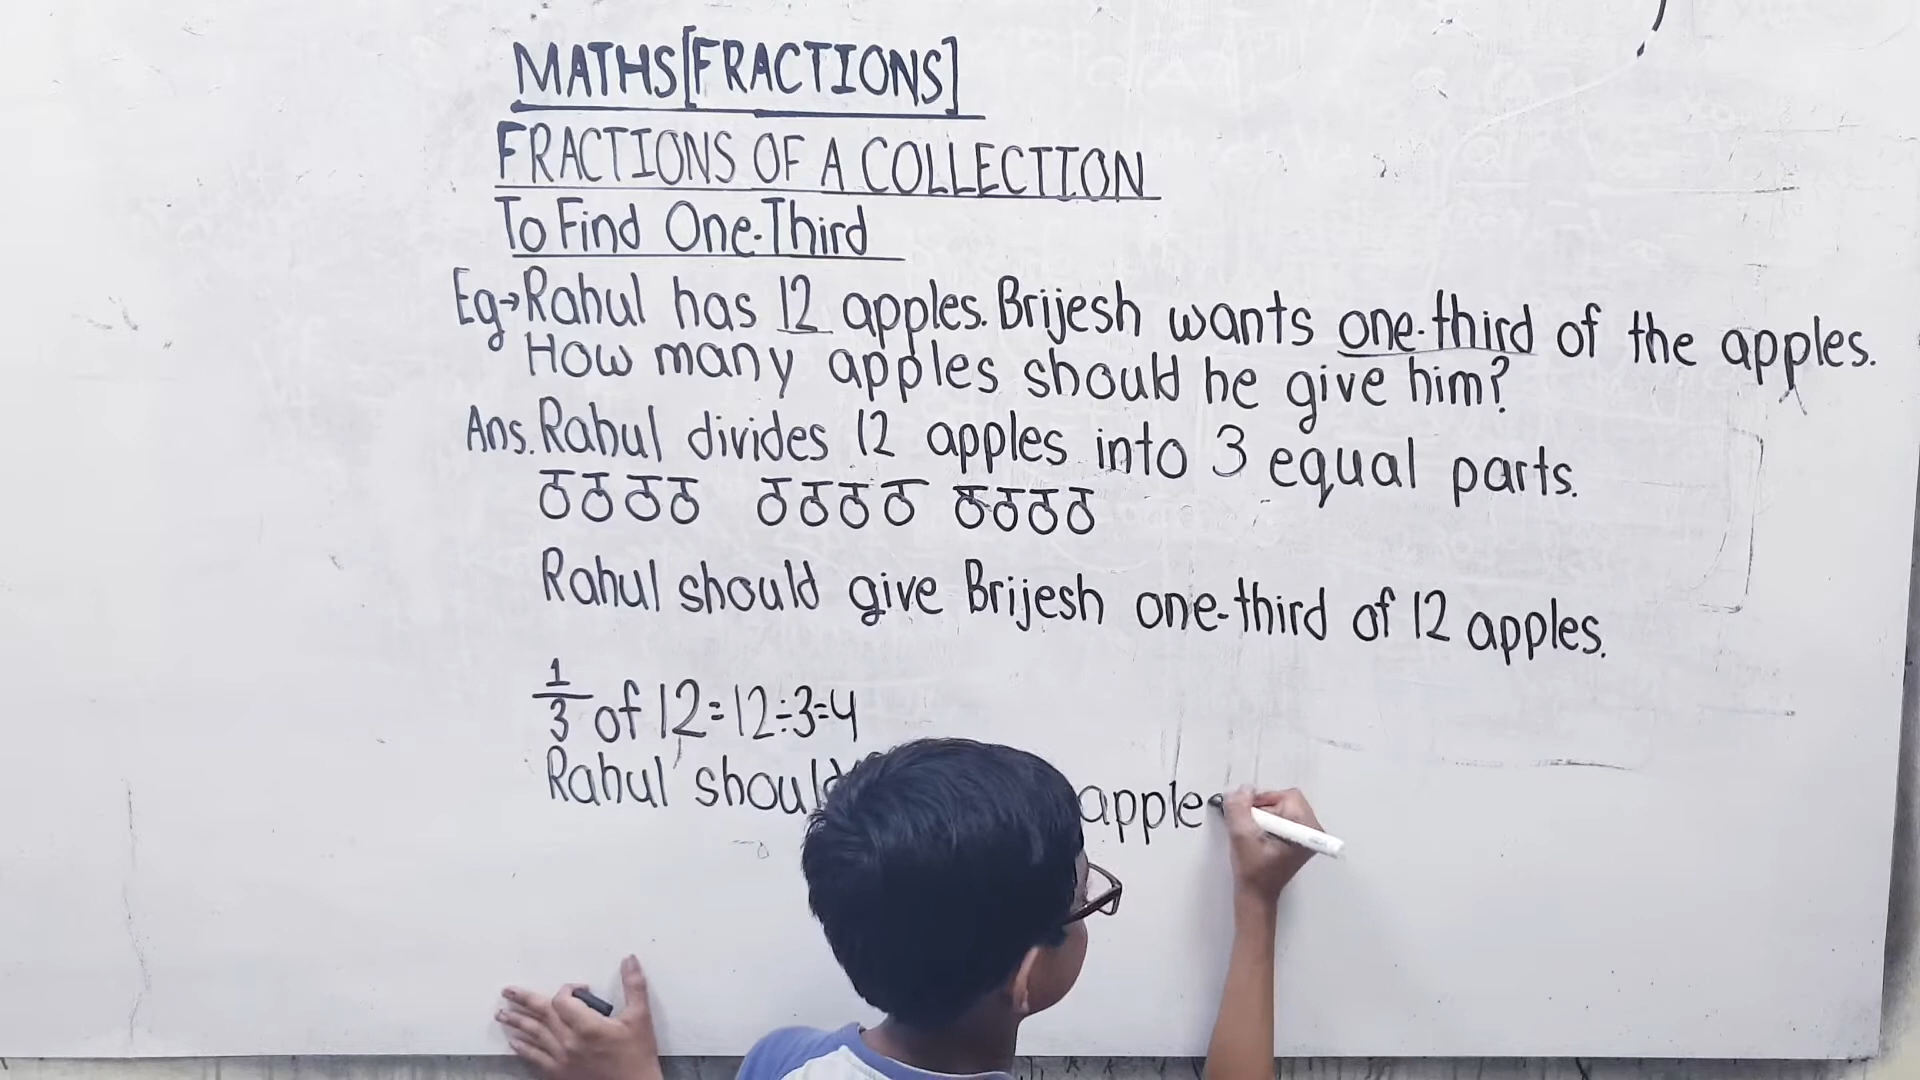 MATHS[FRACTIONS]
FRACTIONS OF A COLLECTION
To Find One-Third
Eg→Rahul has 12 apples. Brijesh wants one-third of the apples.
How many apples should he give him?
Ans. Rahul divides 12 apples into 3 equal parts.
Rahul should give Brijesh one-third of 12 apples.
1/3 of 12=12÷3=4
Rahul should apple